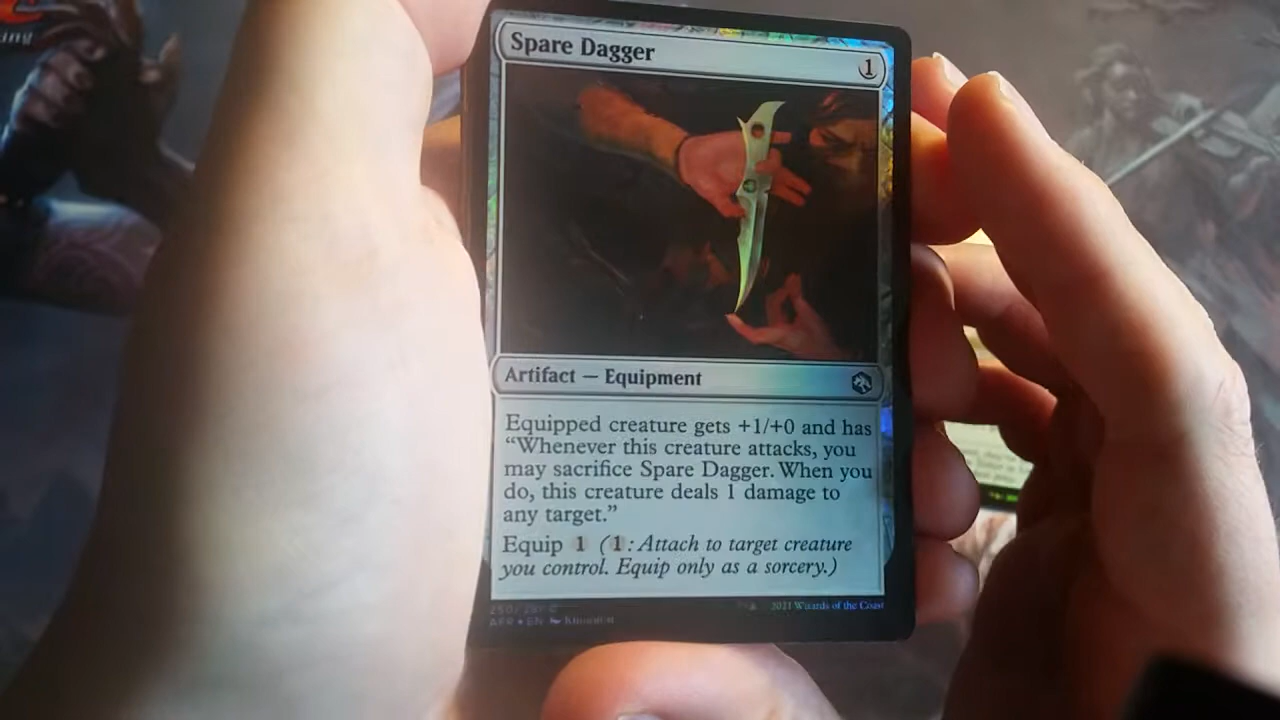 Spare Dagger
1
Artifact — Equipment
Equipped creature gets +1/+0 and has
“Whenever this creature attacks, you
may sacrifice Spare Dagger. When you
do, this creature deals 1 damage to
any target.”
Equip 1 (1: Attach to target creature
you control. Equip only as a sorcery.)
2021 Wizards of the Coast
AFR • EN